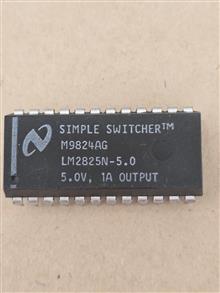 SIMPLE SWITCHER™
M9824AG
LM2825N-5.0
5.0V, 1A OUTPUT